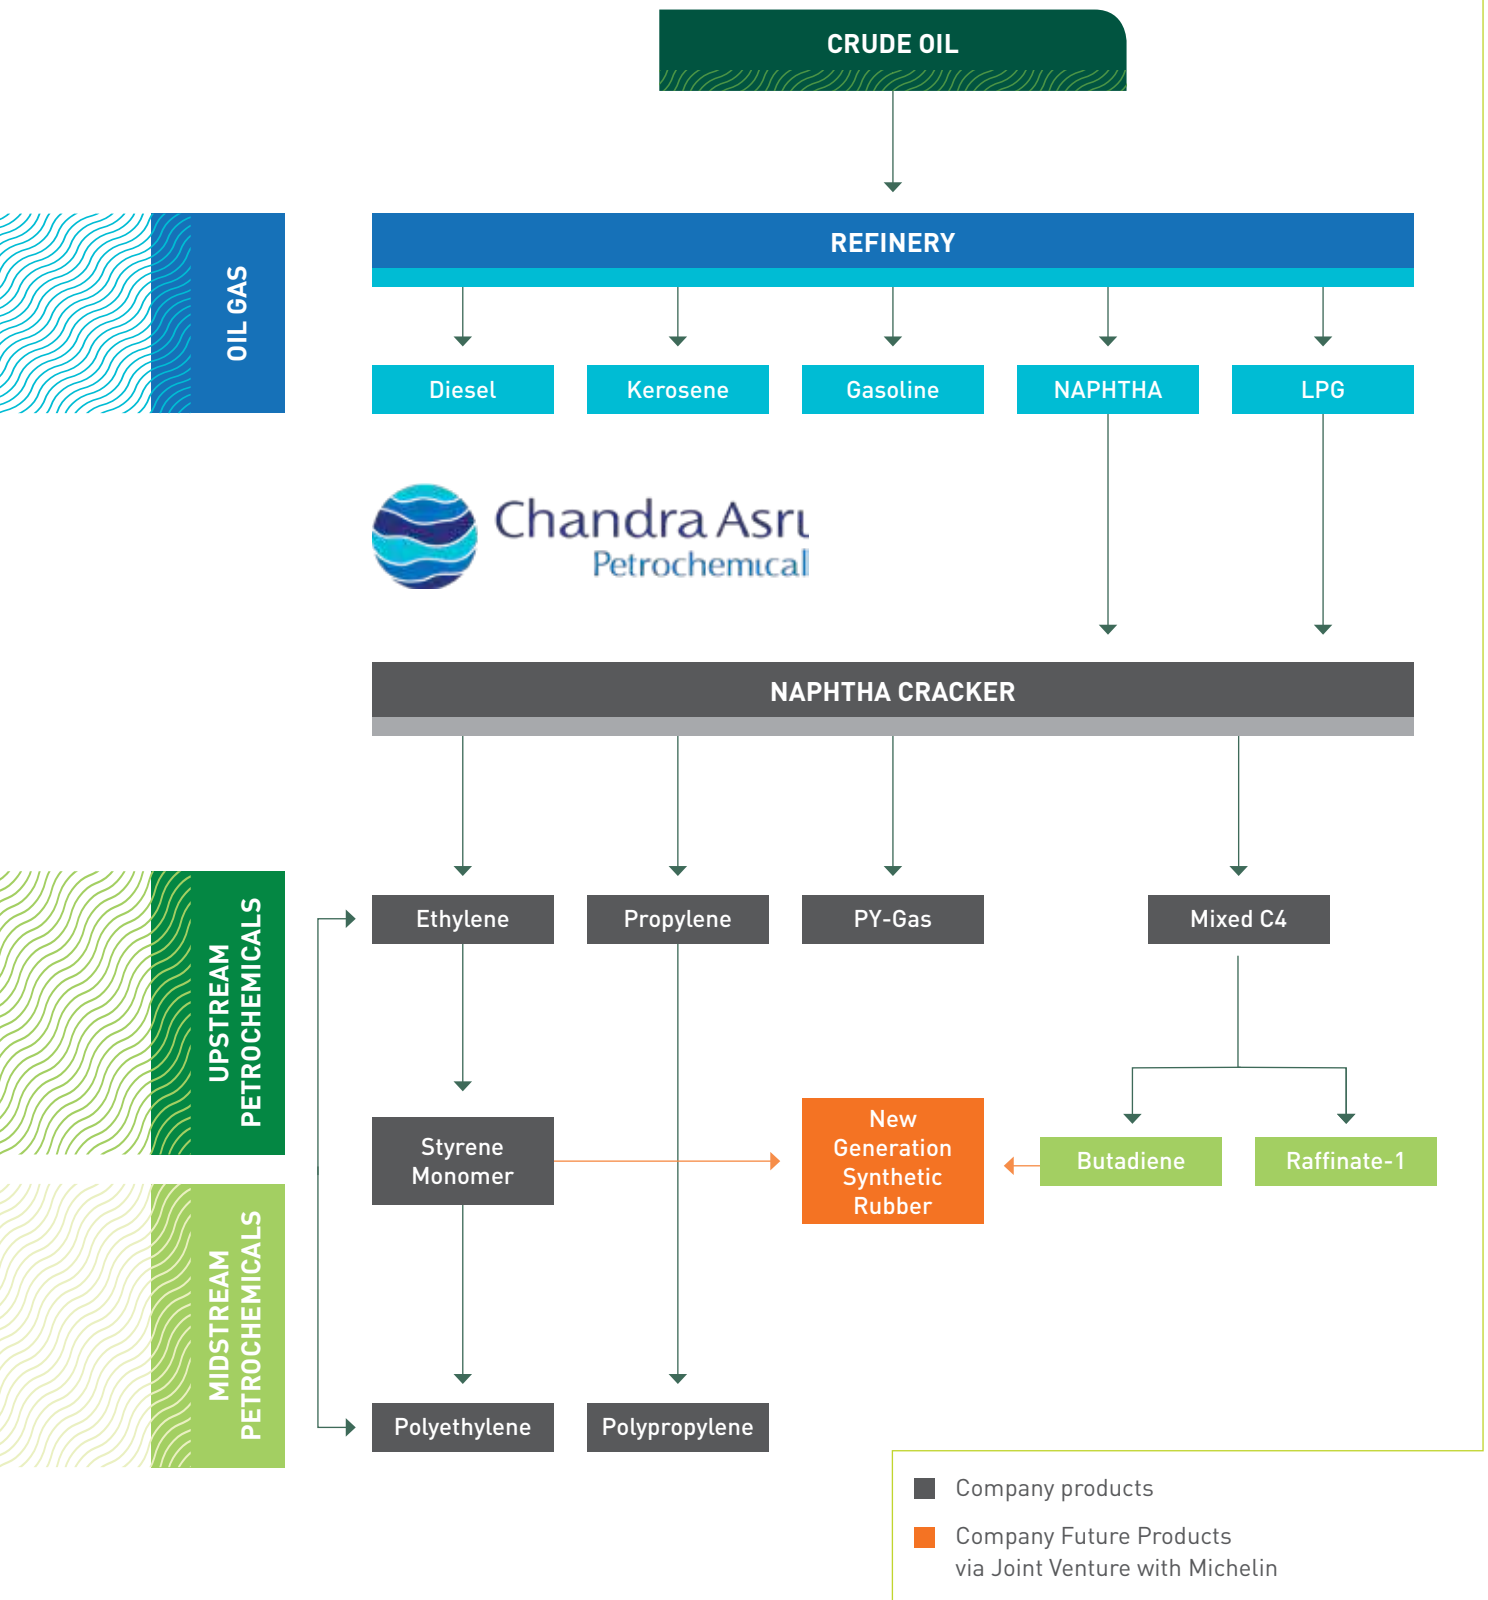 CRUDE OIL
OIL GAS
REFINERY
Diesel
Kerosene
Gasoline
NAPHTHA
LPG
Chandra Asri
Petrochemical
NAPHTHA CRACKER
UPSTREAM
PETROCHEMICALS
Ethylene
Propylene
PY-Gas
Mixed C4
Styrene
Monomer
New
Generation
Synthetic
Rubber
Butadiene
Raffinate-1
MIDSTREAM
PETROCHEMICALS
Polyethylene
Polypropylene
Company products
Company Future Products
via Joint Venture with Michelin